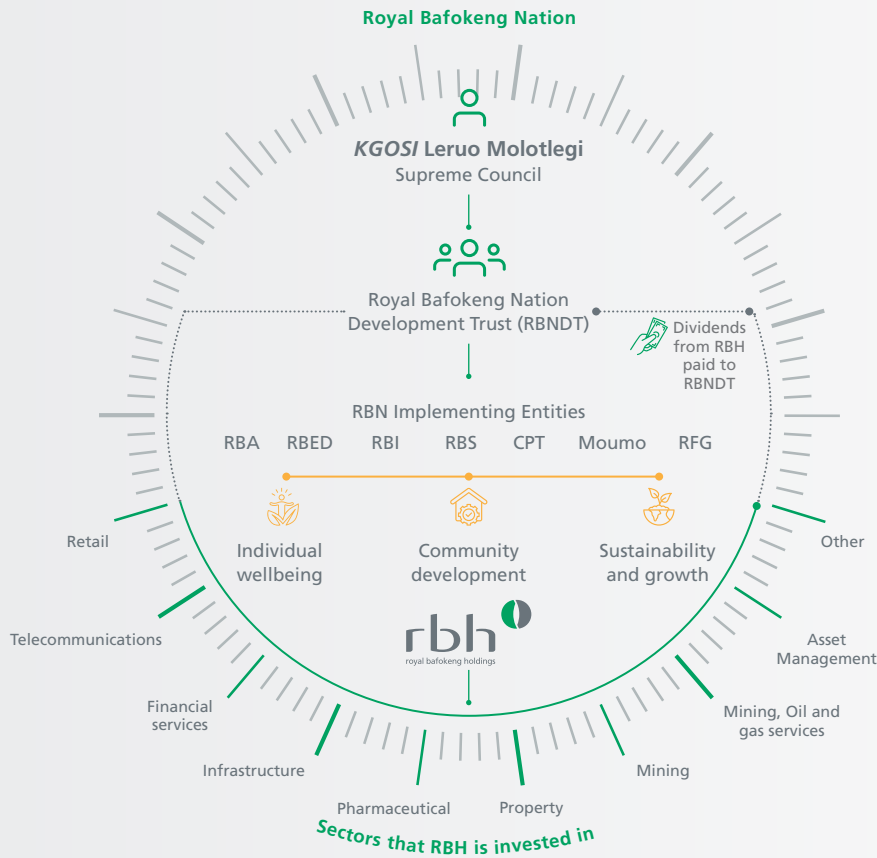 Royal Bafokeng Nation
KGOSI Leruo Molotlegi
Supreme Council
Royal Bafokeng Nation
Development Trust (RBNDT)
Dividends
from RBH
paid to
RBNDT
RBN Implementing Entities
RBA RBED RBI RBS CPT Moumo RFG
Individual
wellbeing
Community
development
Sustainability
and growth
rbh
royal bafokeng holdings
Retail
Telecommunications
Financial
services
Infrastructure
Pharmaceutical
Property
Mining
Mining, Oil and
gas services
Asset
Management
Other
Sectors that RBH is invested in